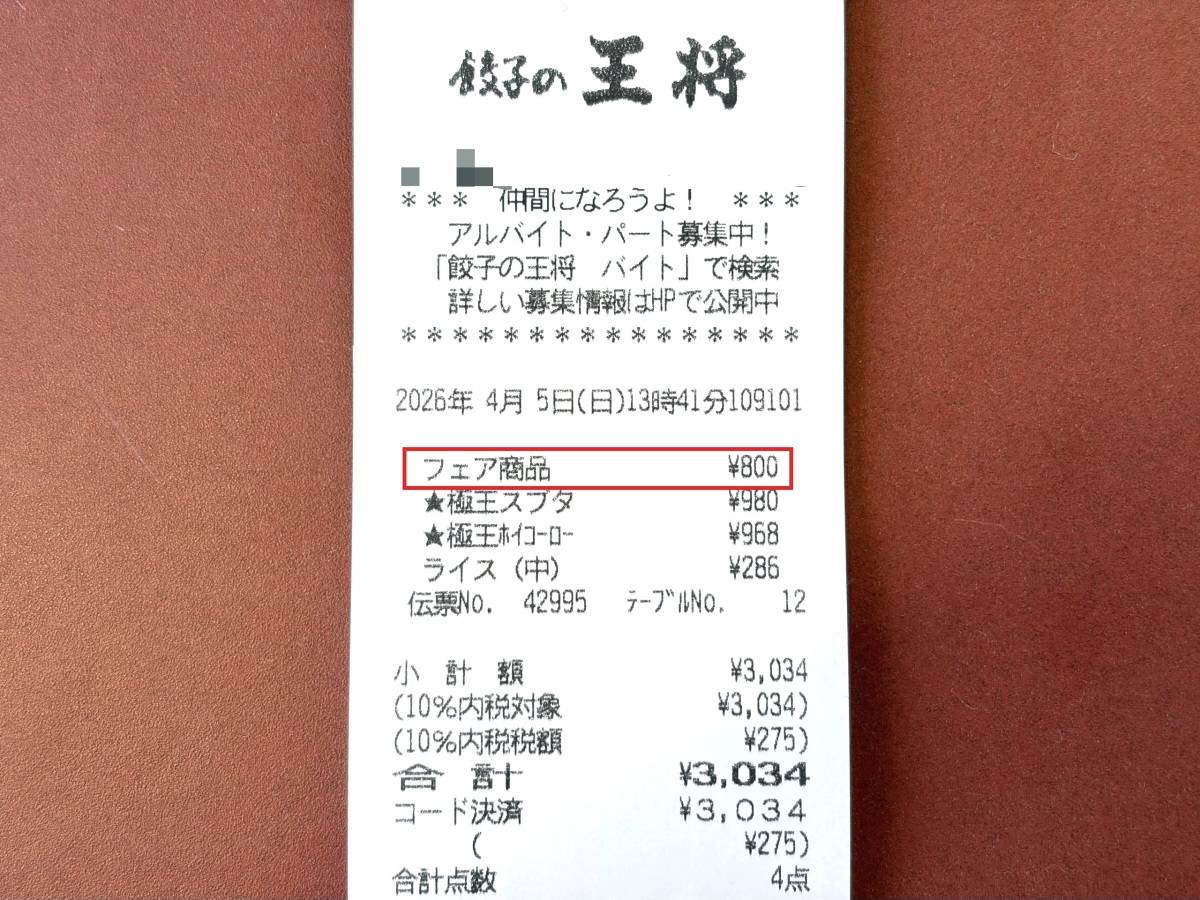 餃子の王将
*** 仲間になろうよ! ***
アルバイト・パート募集中!
「餃子の王将 バイト」で検索
詳しい募集情報はHPで公開中
****************
2026年 4月 5日(日)13時41分109101
フェア商品 ¥800
★極王スブタ ¥980
★極王ホイコーロー ¥968
ライス(中) ¥286
伝票No. 42995 テーブルNo. 12
小 計 額 ¥3,034
(10%内税対象 ¥3,034)
(10%内税税額 ¥275)
合 計 ¥3,034
コード決済 ¥3,034
( ¥275)
合計点数 4点